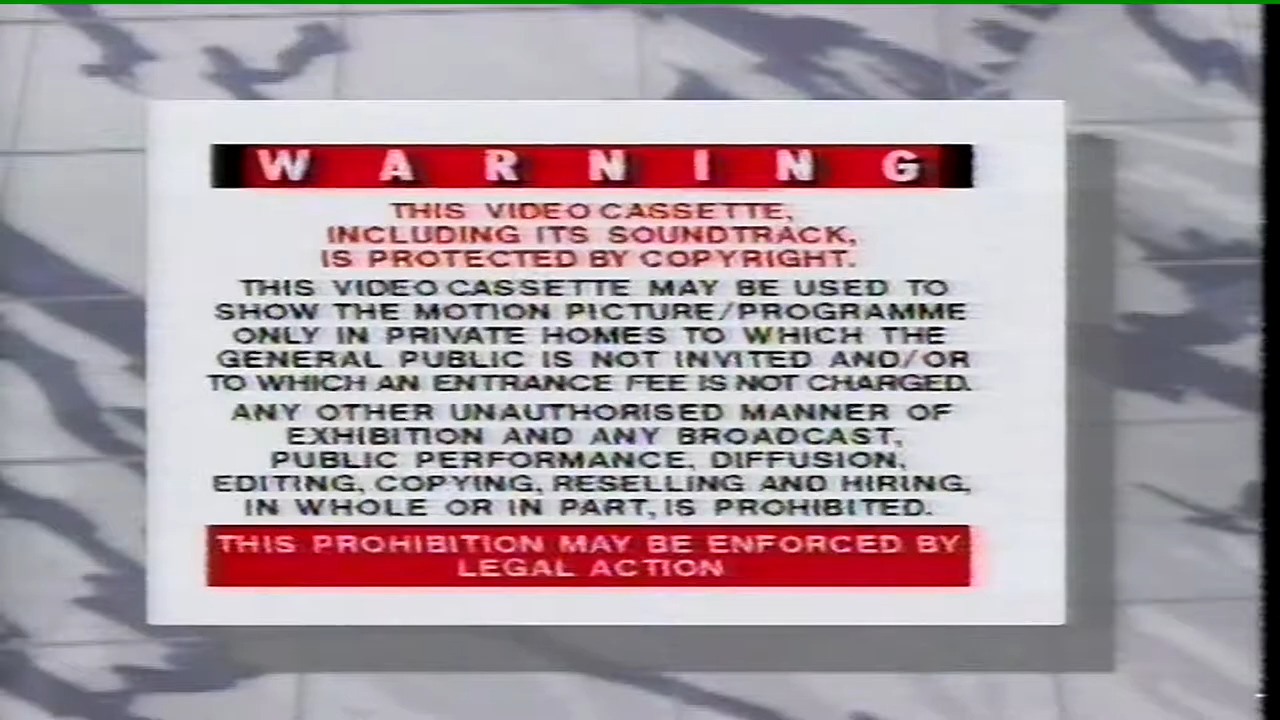 WARNING
THIS VIDEO CASSETTE,
INCLUDING ITS SOUNDTRACK,
IS PROTECTED BY COPYRIGHT.
THIS VIDEO CASSETTE MAY BE USED TO
SHOW THE MOTION PICTURE/PROGRAMME
ONLY IN PRIVATE HOMES TO WHICH THE
GENERAL PUBLIC IS NOT INVITED AND/OR
TO WHICH AN ENTRANCE FEE IS NOT CHARGED.
ANY OTHER UNAUTHORISED MANNER OF
EXHIBITION AND ANY BROADCAST,
PUBLIC PERFORMANCE, DIFFUSION,
EDITING, COPYING, RESELLING AND HIRING,
IN WHOLE OR IN PART, IS PROHIBITED.
THIS PROHIBITION MAY BE ENFORCED BY
LEGAL ACTION